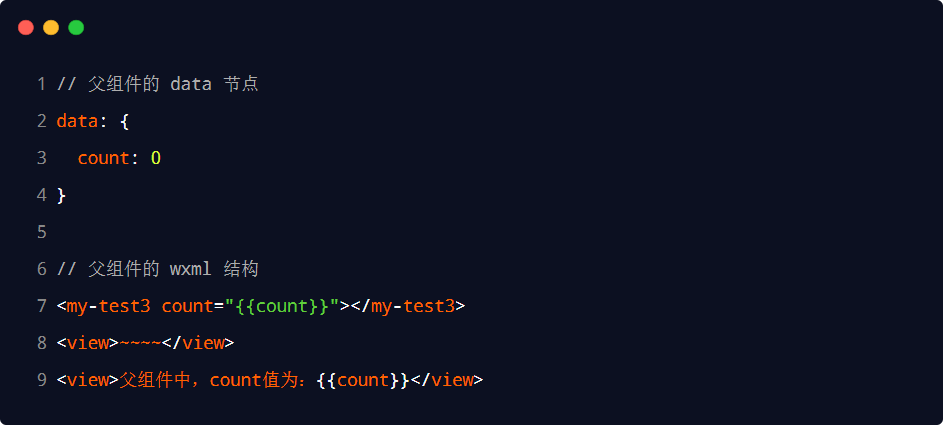 1 // 父组件的 data 节点
2 data: {
3   count: 0
4 }
5
6 // 父组件的 wxml 结构
7 <my-test3 count="{{count}}"></my-test3>
8 <view>~~~~</view>
9 <view>父组件中，count值为：{{count}}</view>